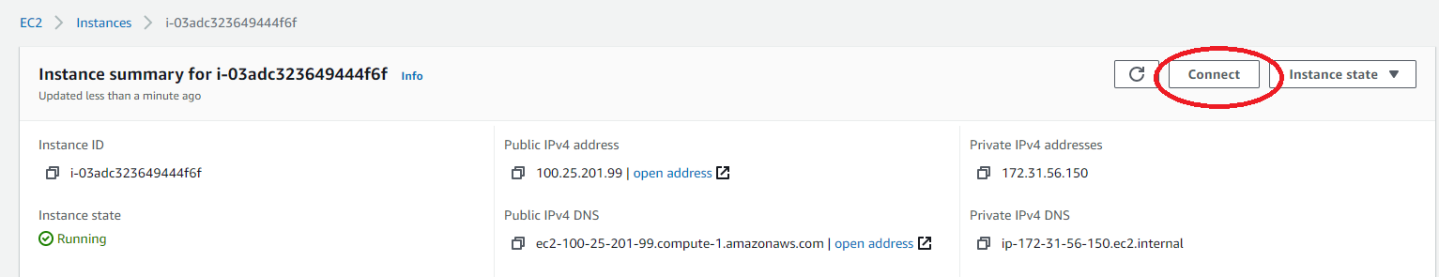 EC2 > Instances > i-03adc323649444f6f
Instance summary for i-03adc323649444f6f Info
Connect
Instance state ▼
Updated less than a minute ago
Instance ID
i-03adc323649444f6f
Public IPv4 address
100.25.201.99 | open address
Private IPv4 addresses
172.31.56.150
Instance state
Running
Public IPv4 DNS
ec2-100-25-201-99.compute-1.amazonaws.com | open address
Private IPv4 DNS
ip-172-31-56-150.ec2.internal